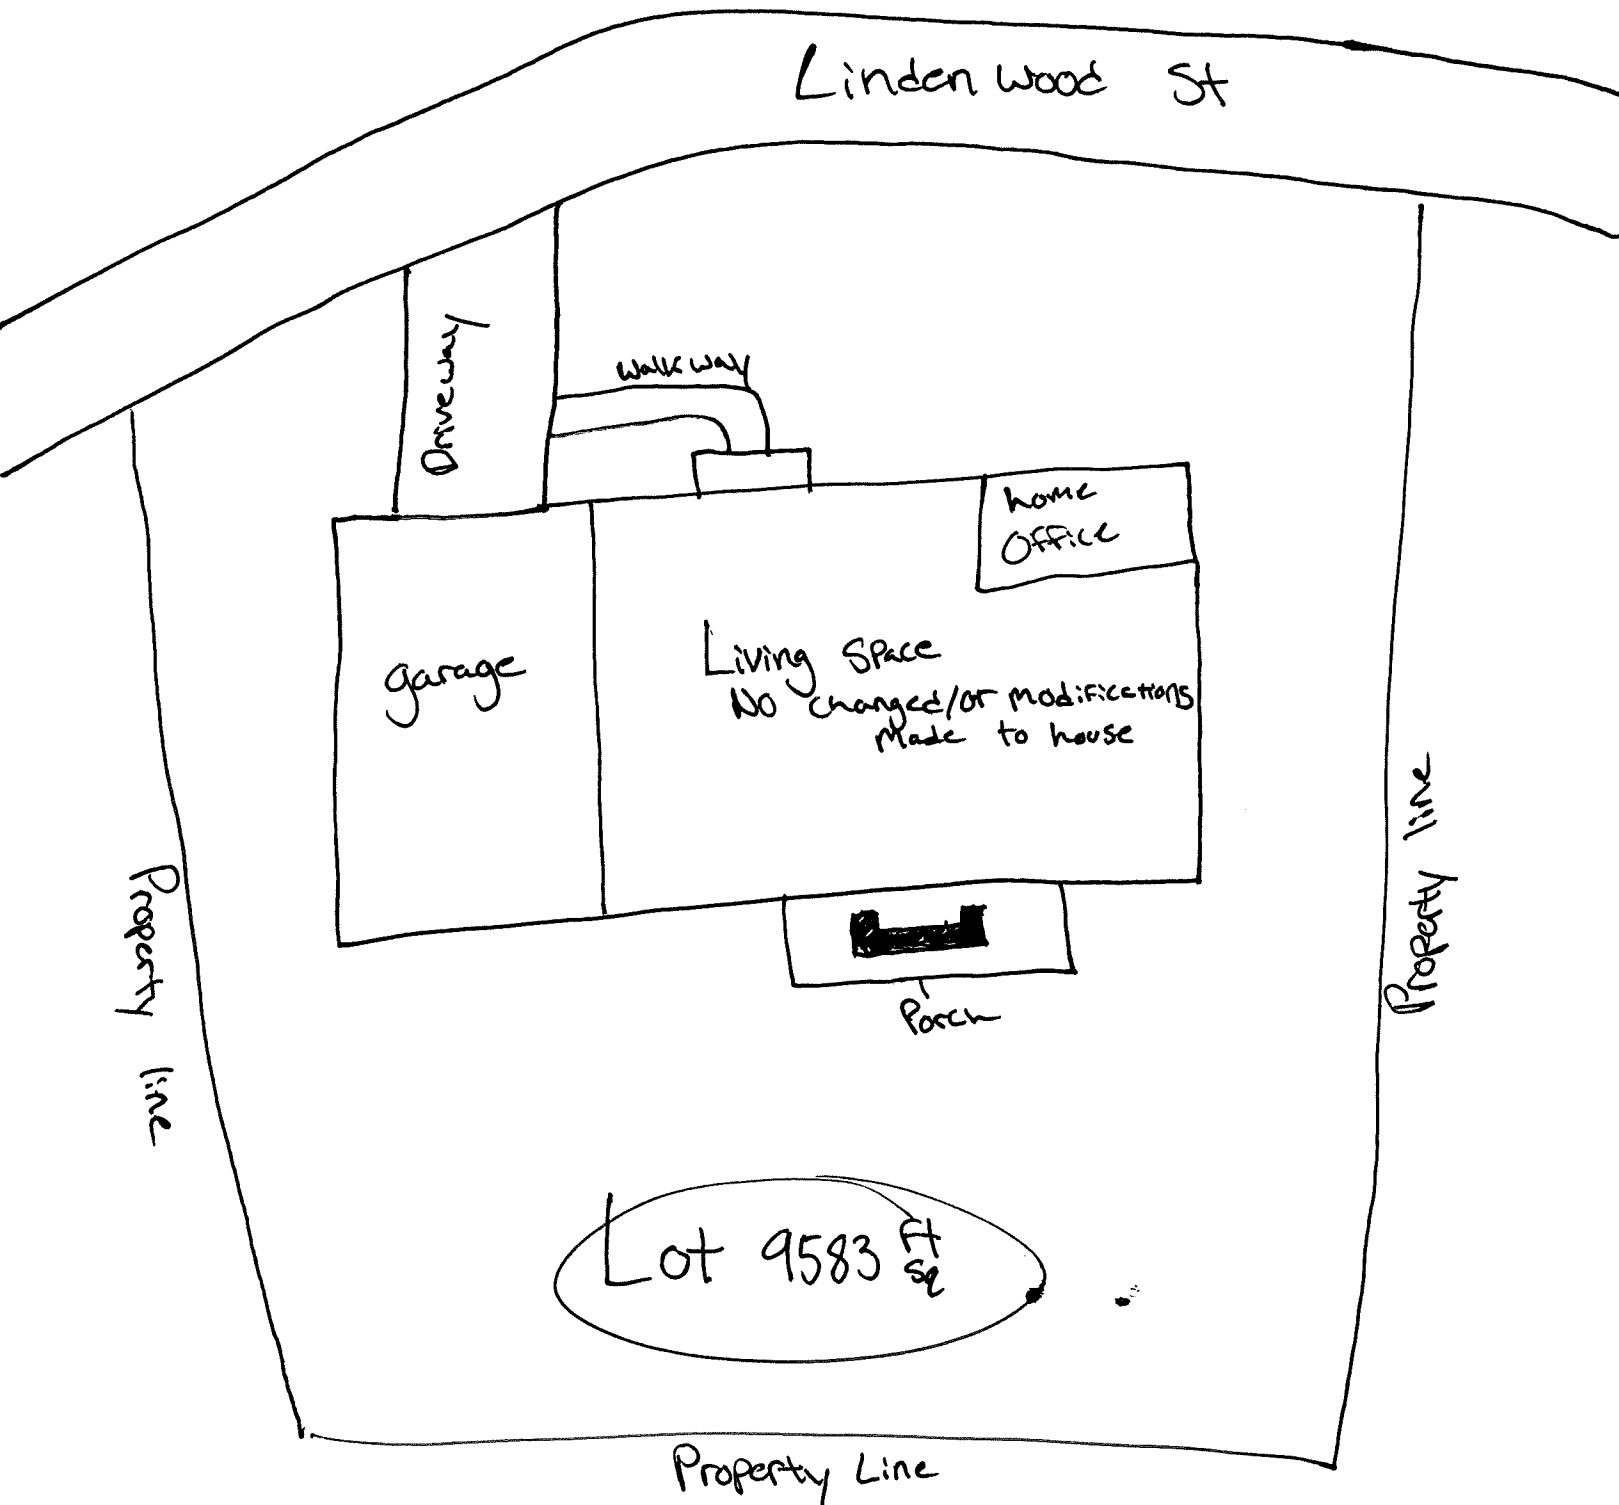 Lindenwood St
Driveway
Walkway
home
Office
garage
Living Space
No changed/or modifications
made to house
Property line
Property line
Porch
Lot 9583 ft
sq
Property Line